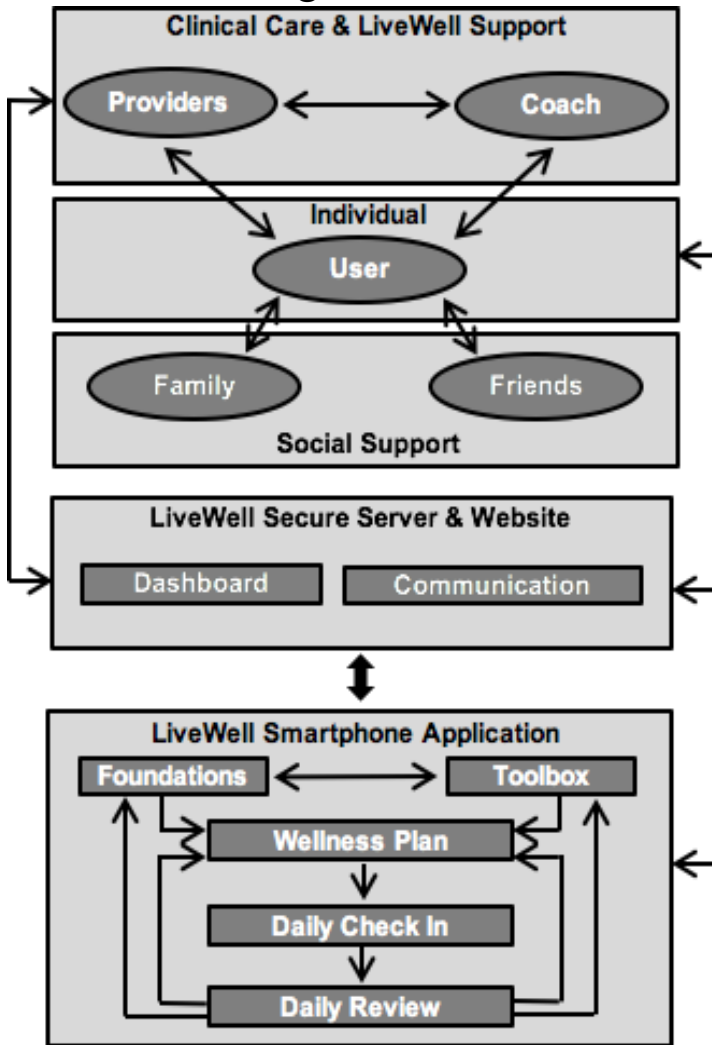 Clinical Care & LiveWell Support
Providers
Coach
Individual
User
Family
Friends
Social Support
LiveWell Secure Server & Website
Dashboard
Communication
LiveWell Smartphone Application
Foundations
Toolbox
Wellness Plan
Daily Check In
Daily Review